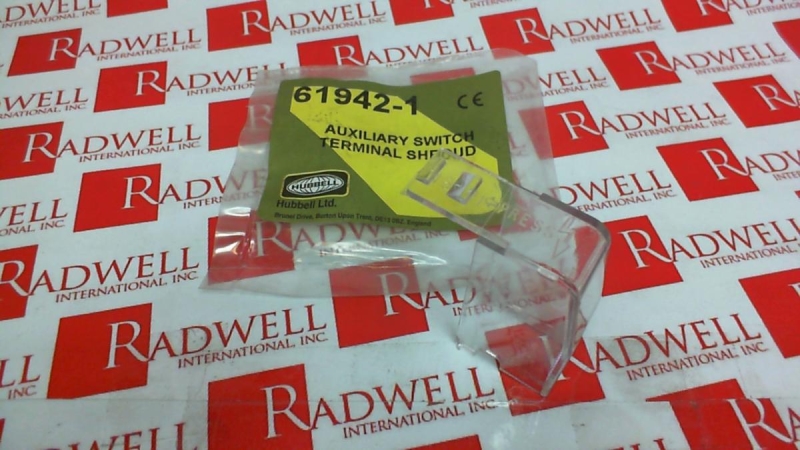 61942-1 CE
AUXILIARY SWITCH
TERMINAL SHROUD
HUBBELL
Hubbell Ltd.
RADWELL
INTERNATIONAL, INC.